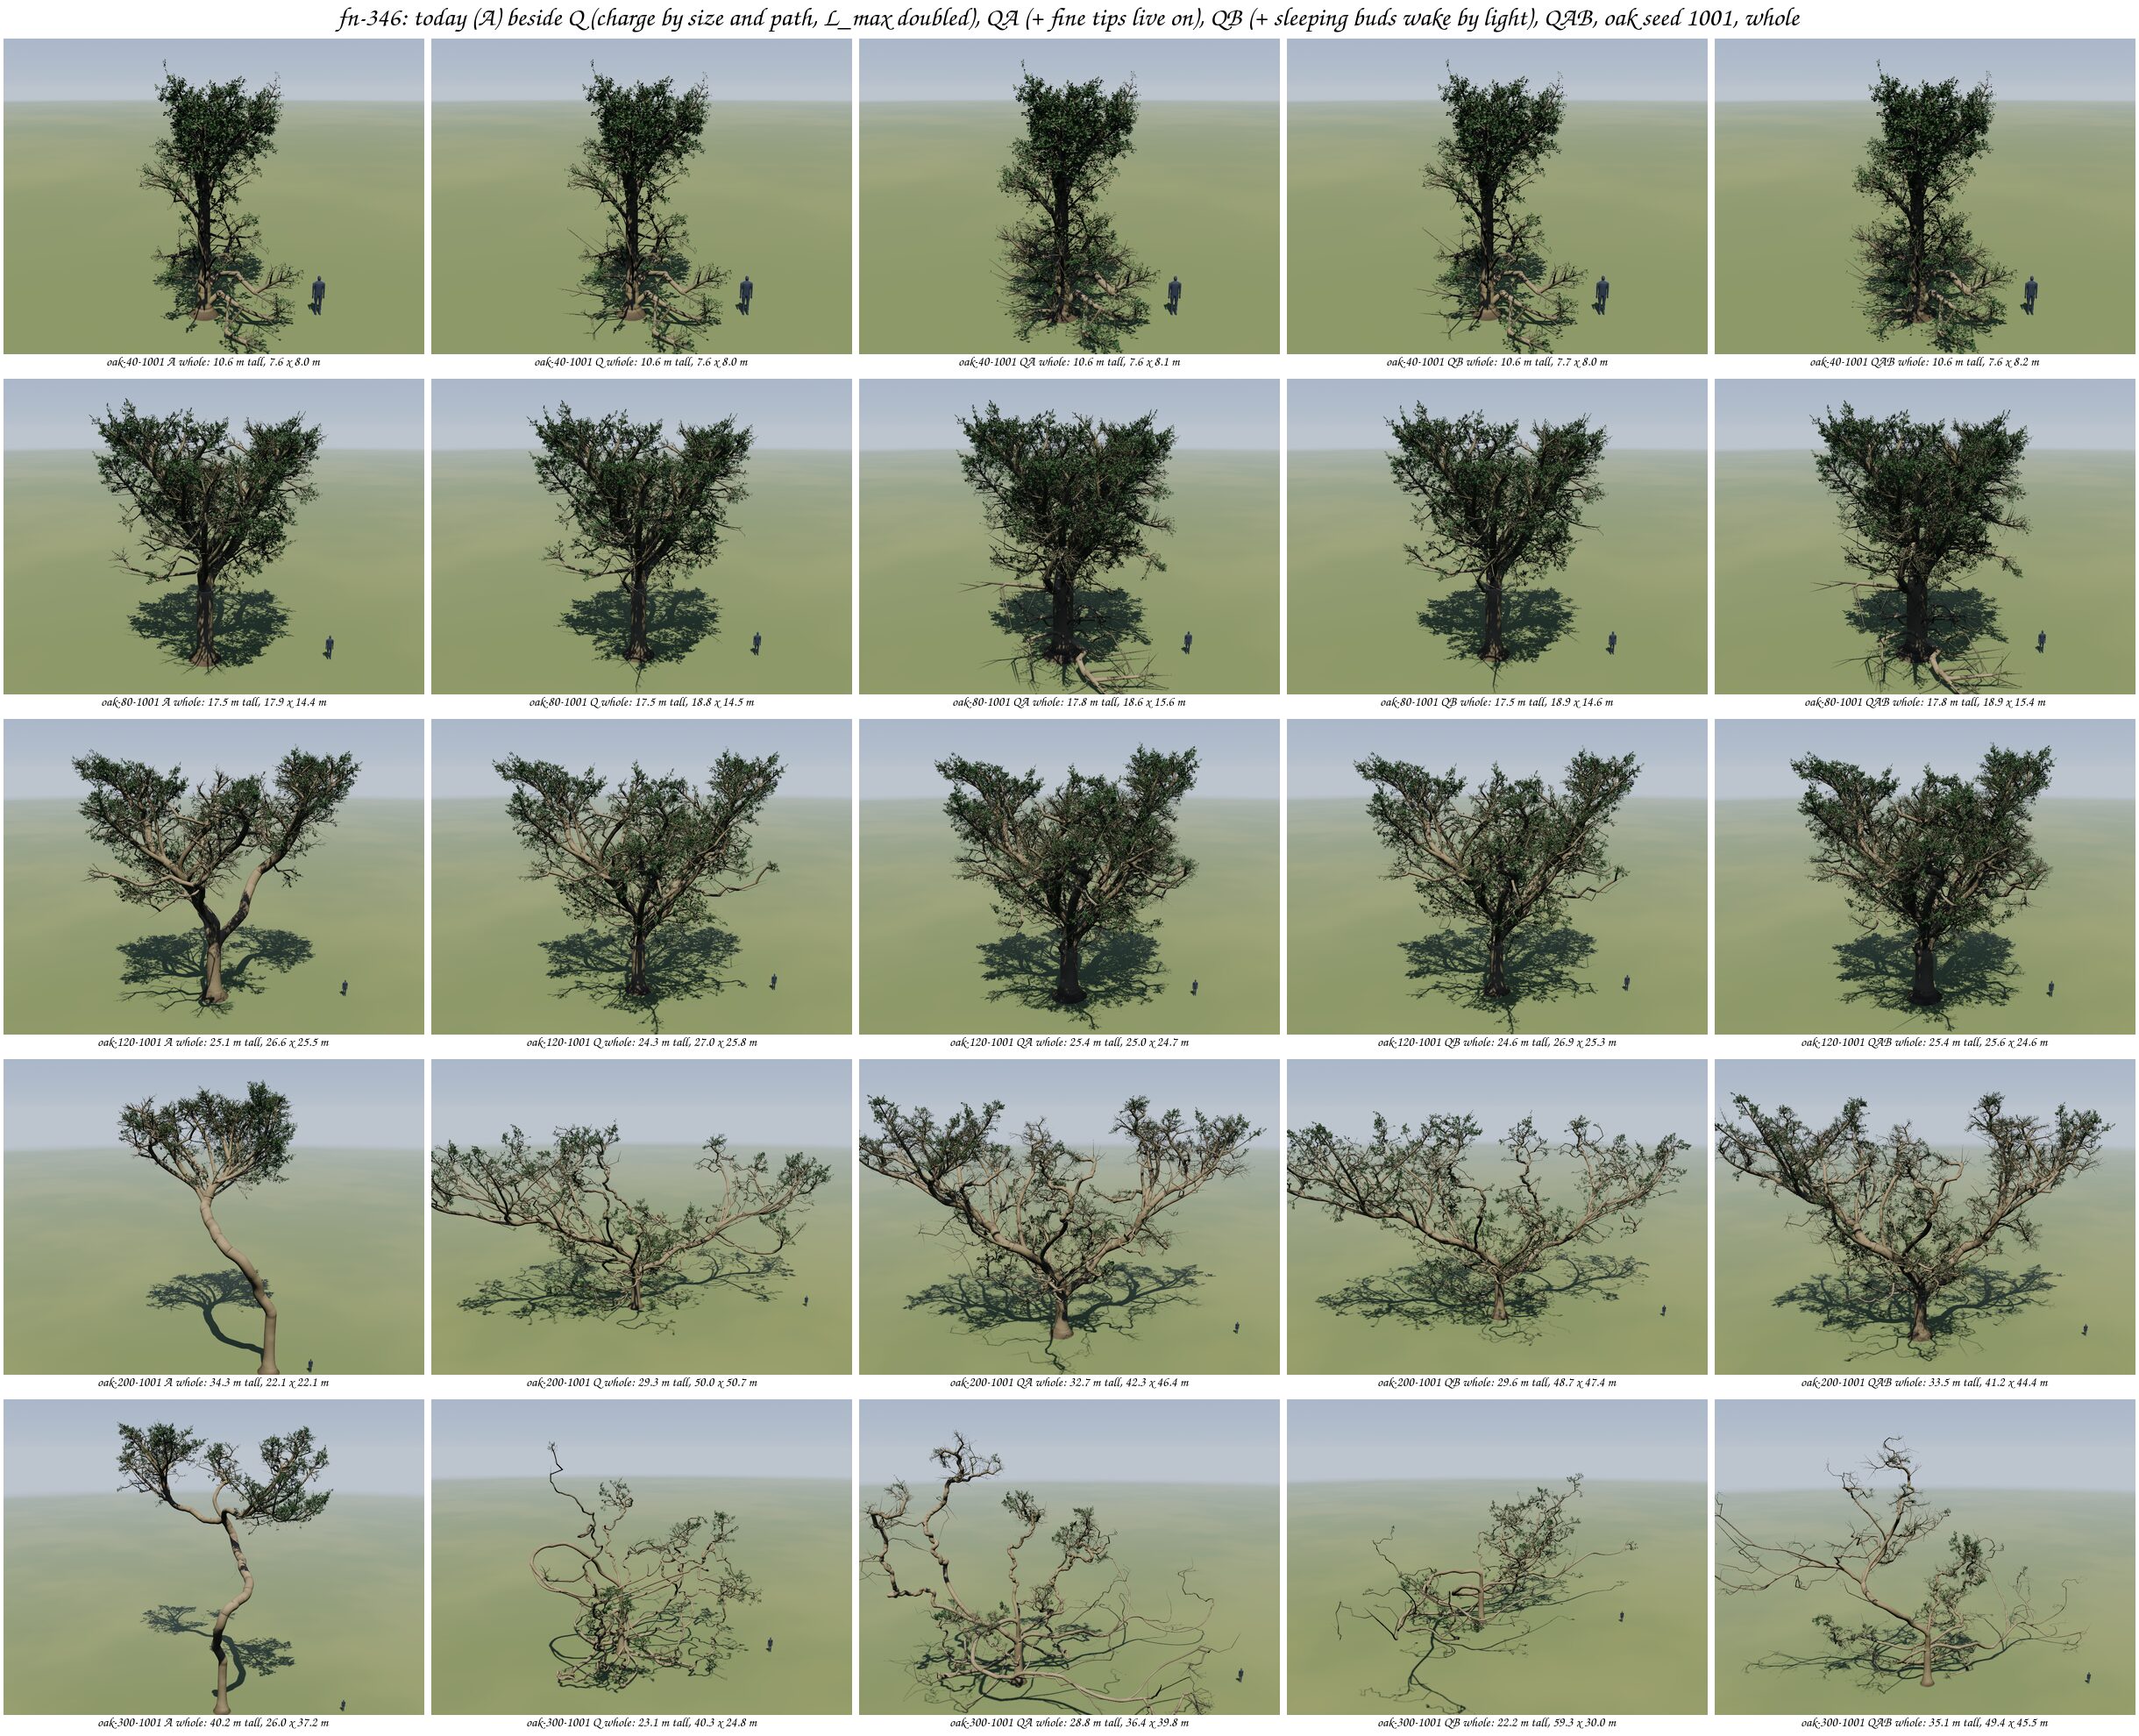 fn-346: today (A) beside Q (charge by size and path, L_max doubled), QA (+ fine tips live on), QB (+ sleeping buds wake by light), QAB, oak seed 1001, whole
oak-40-1001 A whole: 10.6 m tall, 7.6 x 8.0 m
oak-40-1001 Q whole: 10.6 m tall, 7.6 x 8.0 m
oak-40-1001 QA whole: 10.6 m tall, 7.6 x 8.1 m
oak-40-1001 QB whole: 10.6 m tall, 7.7 x 8.0 m
oak-40-1001 QAB whole: 10.6 m tall, 7.6 x 8.2 m
oak-80-1001 A whole: 17.5 m tall, 17.9 x 14.4 m
oak-80-1001 Q whole: 17.5 m tall, 18.8 x 14.5 m
oak-80-1001 QA whole: 17.8 m tall, 18.6 x 15.6 m
oak-80-1001 QB whole: 17.5 m tall, 18.9 x 14.6 m
oak-80-1001 QAB whole: 17.8 m tall, 18.9 x 15.4 m
oak-120-1001 A whole: 25.1 m tall, 26.6 x 25.5 m
oak-120-1001 Q whole: 24.3 m tall, 27.0 x 25.8 m
oak-120-1001 QA whole: 25.4 m tall, 25.0 x 24.7 m
oak-120-1001 QB whole: 24.6 m tall, 26.9 x 25.3 m
oak-120-1001 QAB whole: 25.4 m tall, 25.6 x 24.6 m
oak-200-1001 A whole: 34.3 m tall, 22.1 x 22.1 m
oak-200-1001 Q whole: 29.3 m tall, 50.0 x 50.7 m
oak-200-1001 QA whole: 32.7 m tall, 42.3 x 46.4 m
oak-200-1001 QB whole: 29.6 m tall, 48.7 x 47.4 m
oak-200-1001 QAB whole: 33.5 m tall, 41.2 x 44.4 m
oak-300-1001 A whole: 40.2 m tall, 26.0 x 37.2 m
oak-300-1001 Q whole: 23.1 m tall, 40.3 x 24.8 m
oak-300-1001 QA whole: 28.8 m tall, 36.4 x 39.8 m
oak-300-1001 QB whole: 22.2 m tall, 59.3 x 30.0 m
oak-300-1001 QAB whole: 35.1 m tall, 49.4 x 45.5 m